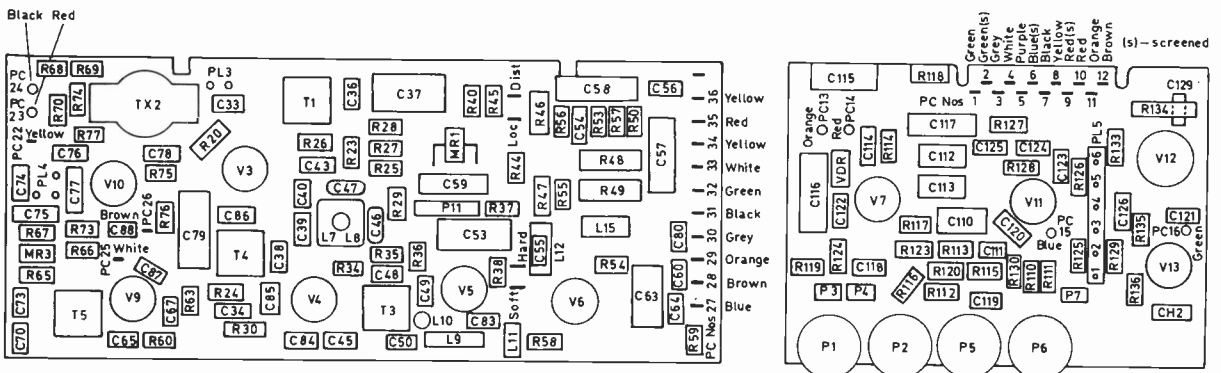 Black Red
PC 24
R68 R69
PL3
R70 R74
TX2
C33
T1
C36
C37
R40 R45
Dist
C58
C56
36 Yellow
PC 23
PC 22
Yellow
R77
R20
R28
R26
R23
R27
MR1
Loc
R46
R56 C54 R53 R57 R50
C57
35 Red
34 Yellow
C76
C78
R75
V3
C43
R25
R44
R48
33 White
C74
PL4
C77
V10
C40
C47
R29
C59
R47 R55
R49
32 Green
C75
Brown
C88
PC26
R76
C79
C86
C39
L7 L8
C46
P11 R37
31 Black
R67
R73
C53
Hard
C55
L12
L15
C80
30 Grey
MR3
R66
PC25
White
T4
C38
R35
R36
29 Orange
R65
C87
R34
C48
R38
R54
C60
28 Brown
C73
T5
V9
C67
R63
R24
C85
V4
T3
C49
V5
Soft
V6
C63
C64
27 Blue
C34
R30
L10
C83
C70
C65 R60
C84 C45
C50
L9
L11
R58
R59
PC Nos
Green Green(s) Grey White Purple Blue(s) Black Yellow Red(s) Red Orange Brown
(s)-screened
2 4 6 8 10 12
C115
R118
PC Nos 1 3 5 7 9 11
C129
R134
Orange
PC13
Red
PC14
C117
R127
PL5
C114 R114
C112
C125 C124
R133
V12
C116
VDR
R128
C123
R126
6
C113
5
C122
V7
V11
4
R117
C110
C120
PC 15
Blue
3
C126
R135
C121
PC16
Green
R124
R123 R113
C111
R125
2
R129
R119
C118
R120 R115
R130 R110 R111
1
V13
R116
R136
P3 P4
R112
C119
P7
CH2
P1 P2 P5 P6